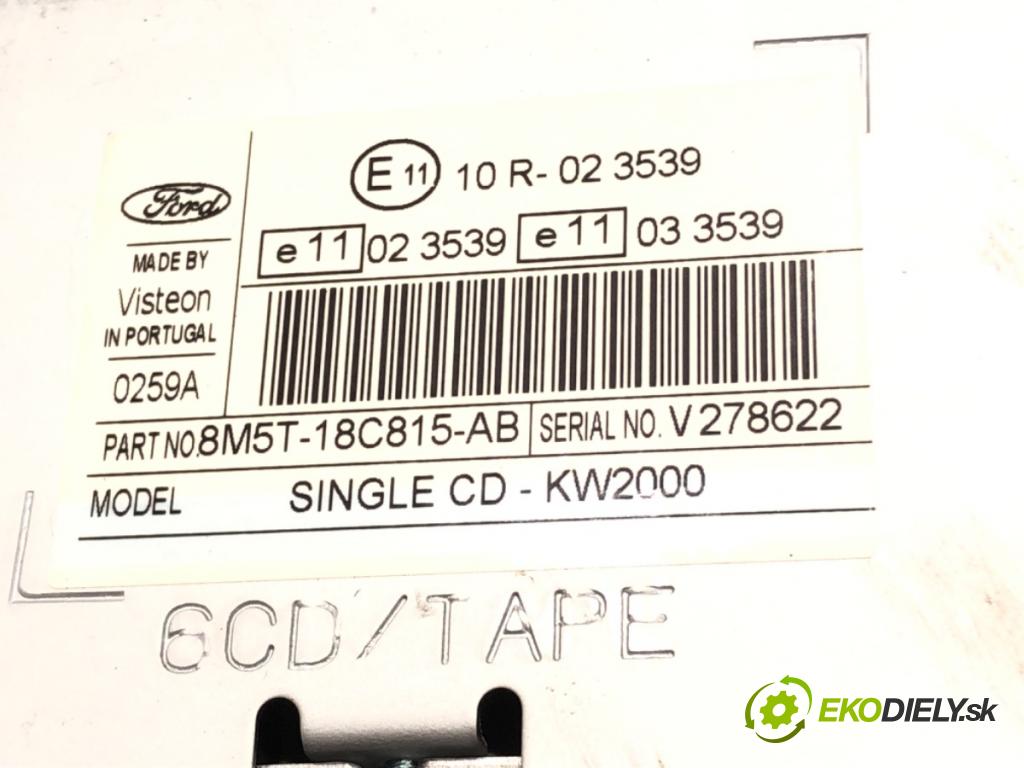 E 11 10 R- 02 3539
Ford
e 11 02 3539 e 11 03 3539
MADE BY
Visteon
IN PORTUGAL
0259A
PART NO. 8M5T-18C815-AB SERIAL NO. V278622
MODEL SINGLE CD - KW2000
6CD/TAPE
EKODIELY.sk